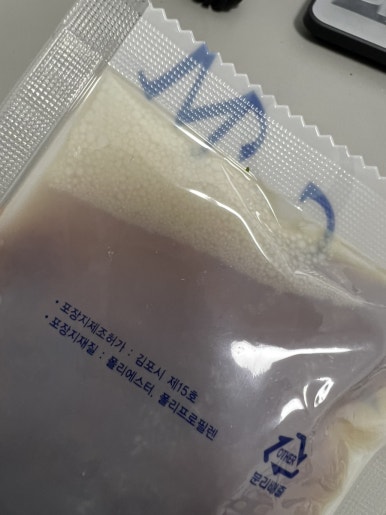 • 포장지제조허가 : 김포시 제15호
• 포장지재질 : 폴리에스터, 폴리프로필렌
OTHER
분리배출